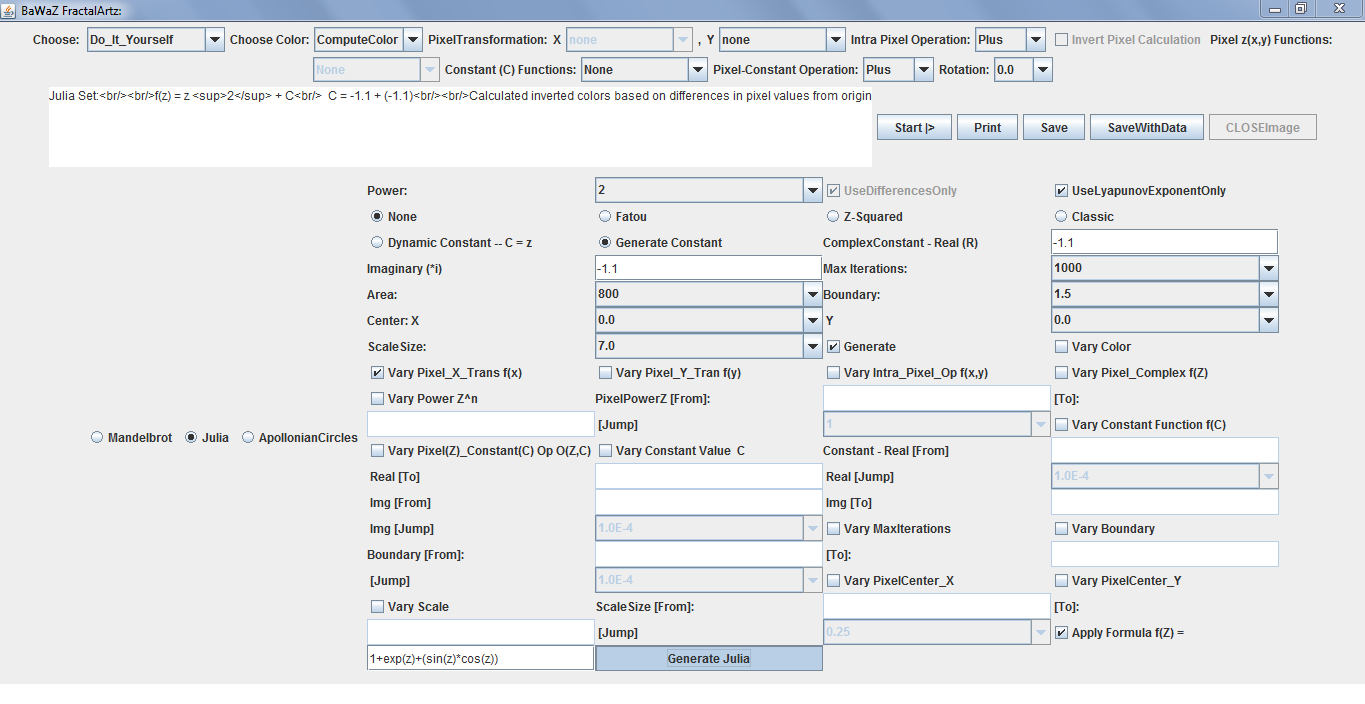 BaWaZ FractalArtz:
Choose: Do_It_Yourself Choose Color: ComputeColor PixelTransformation: X none , Y none Intra Pixel Operation: Plus Invert Pixel Calculation Pixel z(x,y) Functions:
None Constant (C) Functions: None Pixel-Constant Operation: Plus Rotation: 0.0
Julia Set:<br/><br/>f(z) = z <sup>2</sup> + C<br/> C = -1.1 + (-1.1)<br/><br/>Calculated inverted colors based on differences in pixel values from origin
Start |> Print Save SaveWithData CLOSEImage
Power: 2 UseDifferencesOnly UseLyapunovExponentOnly
None Fatou Z-Squared Classic
Dynamic Constant -- C = z Generate Constant ComplexConstant - Real (R) -1.1
Imaginary (*i) -1.1 Max Iterations: 1000
Area: 800 Boundary: 1.5
Center: X 0.0 Y 0.0
ScaleSize: 7.0 Generate Vary Color
Vary Pixel_X_Trans f(x) Vary Pixel_Y_Tran f(y) Vary Intra_Pixel_Op f(x,y) Vary Pixel_Complex f(Z)
Vary Power Z^n PixelPowerZ [From]: [To]:
[Jump] 1 Vary Constant Function f(C)
Mandelbrot Julia ApollonianCircles
Vary Pixel(Z)_Constant(C) Op O(Z,C) Vary Constant Value C Constant - Real [From]
Real [To] Real [Jump] 1.0E-4
Img [From] Img [To]
Img [Jump] 1.0E-4 Vary MaxIterations Vary Boundary
Boundary [From]: [To]:
[Jump] 1.0E-4 Vary PixelCenter_X Vary PixelCenter_Y
Vary Scale ScaleSize [From]: [To]:
[Jump] 0.25 Apply Formula f(Z) =
1+exp(z)+(sin(z)*cos(z)) Generate Julia